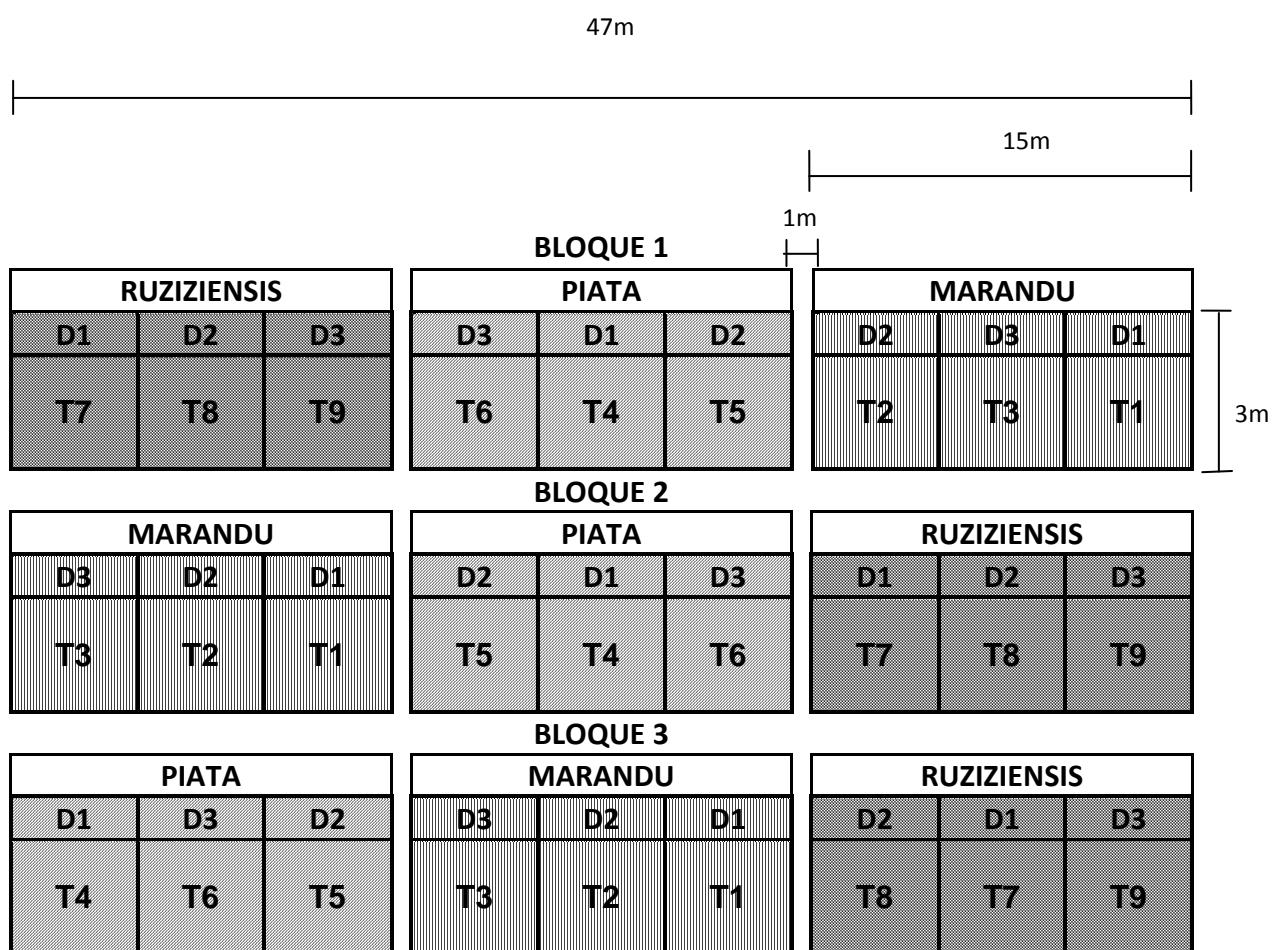 47m
15m
1m
BLOQUE 1
RUZIZIENSIS PIATA MARANDU
D1 D2 D3 D3 D1 D2 D2 D3 D1
T7 T8 T9 T6 T4 T5 T2 T3 T1
3m
BLOQUE 2
MARANDU PIATA RUZIZIENSIS
D3 D2 D1 D2 D1 D3 D1 D2 D3
T3 T2 T1 T5 T4 T6 T7 T8 T9
BLOQUE 3
PIATA MARANDU RUZIZIENSIS
D1 D3 D2 D3 D2 D1 D2 D1 D3
T4 T6 T5 T3 T2 T1 T8 T7 T9